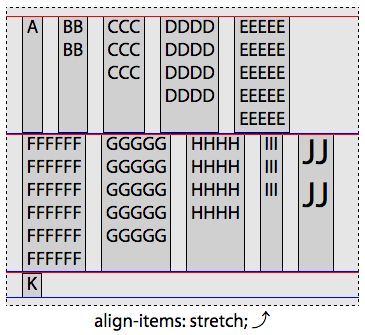 A BB CCC DDDD EEEEE
BB CCC DDDD EEEEE
CCC DDDD EEEEE
DDDD EEEEE
EEEEE
FFFFFF GGGGG HHHH III JJ
FFFFFF GGGGG HHHH III JJ
FFFFFF GGGGG HHHH III
FFFFFF GGGGG HHHH
FFFFFF GGGGG
FFFFFF
K
align-items: stretch;